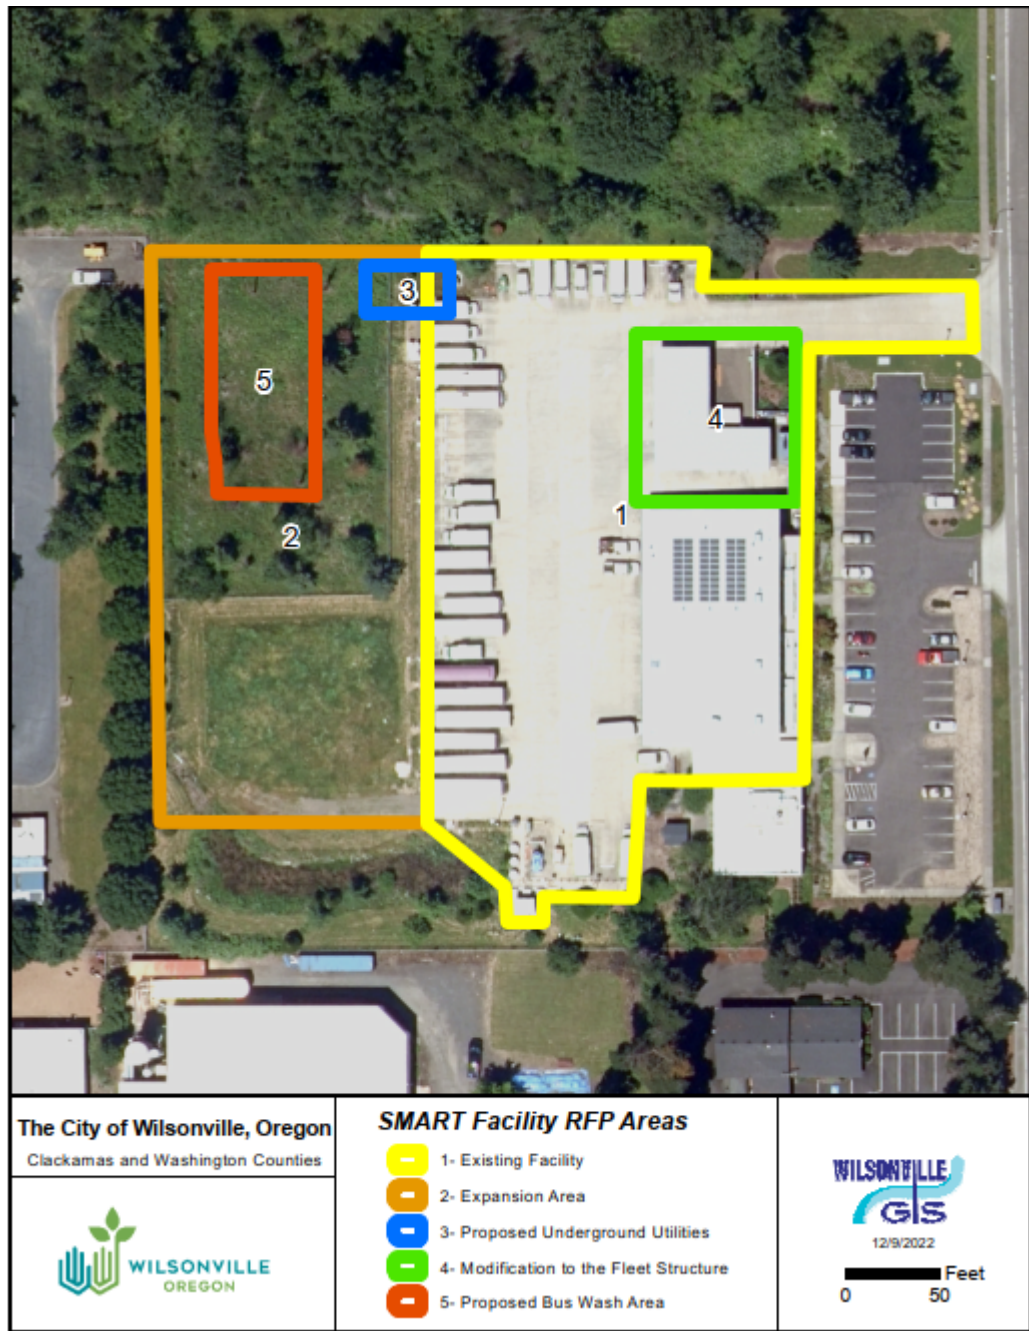 3
5
4
1
2
The City of Wilsonville, Oregon
Clackamas and Washington Counties
WILSONVILLE
OREGON
SMART Facility RFP Areas
1- Existing Facility
2- Expansion Area
3- Proposed Underground Utilities
4- Modification to the Fleet Structure
5- Proposed Bus Wash Area
WILSONVILLE
GIS
12/9/2022
Feet
0 50